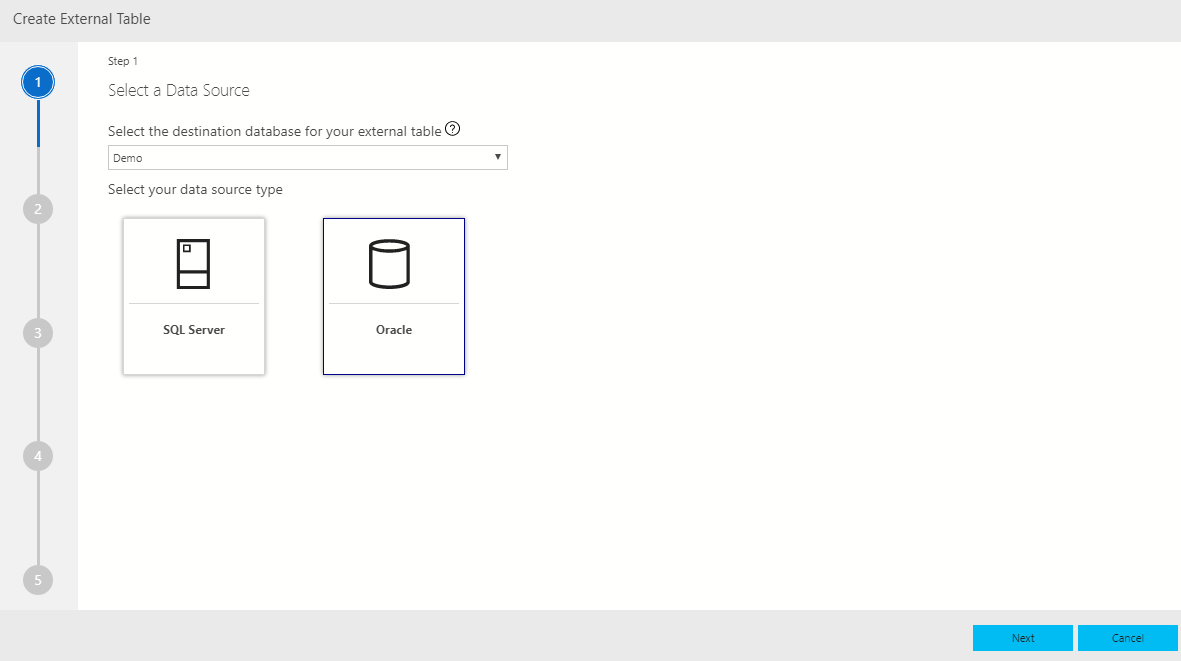 Create External Table
1
Step 1
Select a Data Source
Select the destination database for your external table ?
Demo
Select your data source type
2
SQL Server
Oracle
3
4
5
Next
Cancel